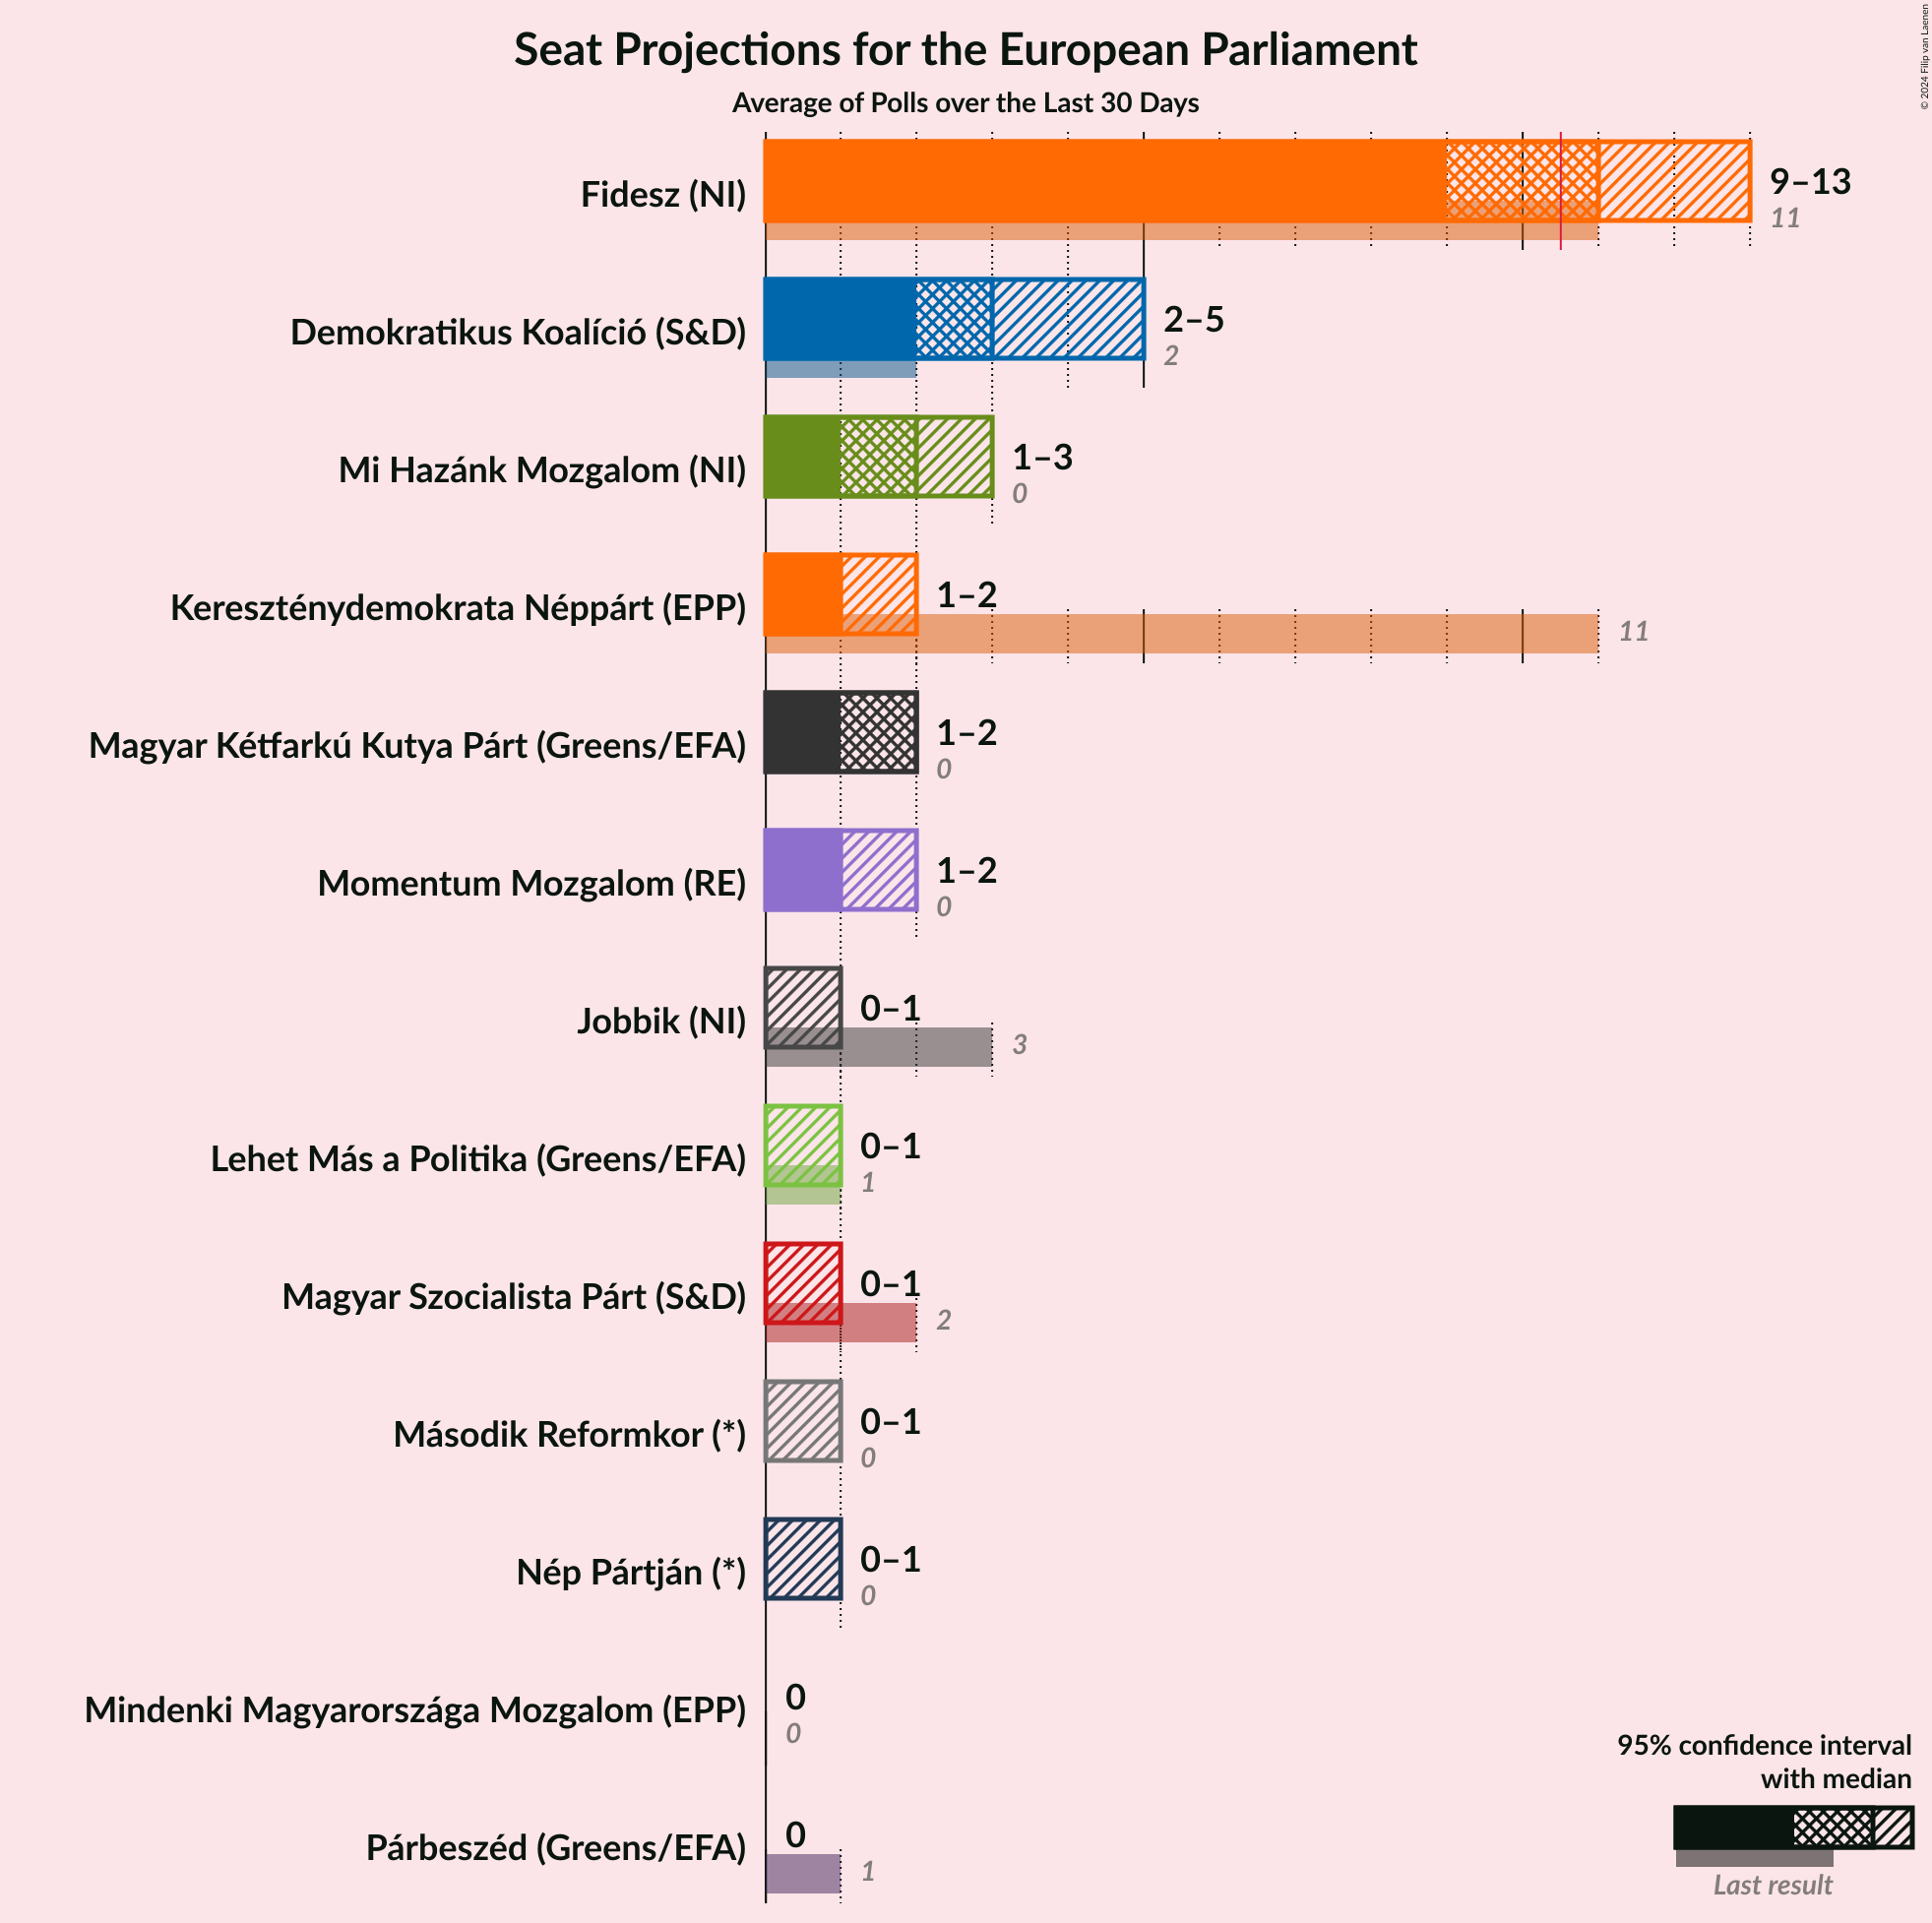 Seat Projections for the European Parliament
Average of Polls over the Last 30 Days
© 2024 Filip van Laenen
Fidesz (NI)
9–13
11
Demokratikus Koalíció (S&D)
2–5
2
Mi Hazánk Mozgalom (NI)
1–3
0
Kereszténydemokrata Néppárt (EPP)
1–2
11
Magyar Kétfarkú Kutya Párt (Greens/EFA)
1–2
0
Momentum Mozgalom (RE)
1–2
0
Jobbik (NI)
0–1
3
Lehet Más a Politika (Greens/EFA)
0–1
1
Magyar Szocialista Párt (S&D)
0–1
2
Második Reformkor (*)
0–1
0
Nép Pártján (*)
0–1
0
Mindenki Magyarországa Mozgalom (EPP)
0
0
Párbeszéd (Greens/EFA)
0
1
95% confidence interval
with median
Last result